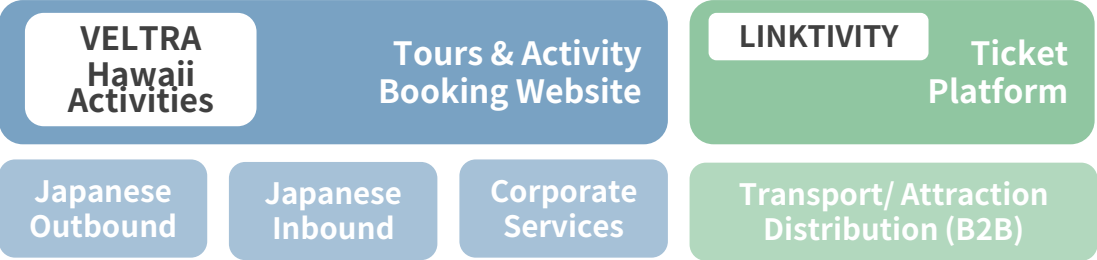 VELTRA
Hawaii
Activities
Tours & Activity
Booking Website
LINKTIVITY
Ticket
Platform
Japanese
Outbound
Japanese
Inbound
Corporate
Services
Transport/ Attraction
Distribution (B2B)